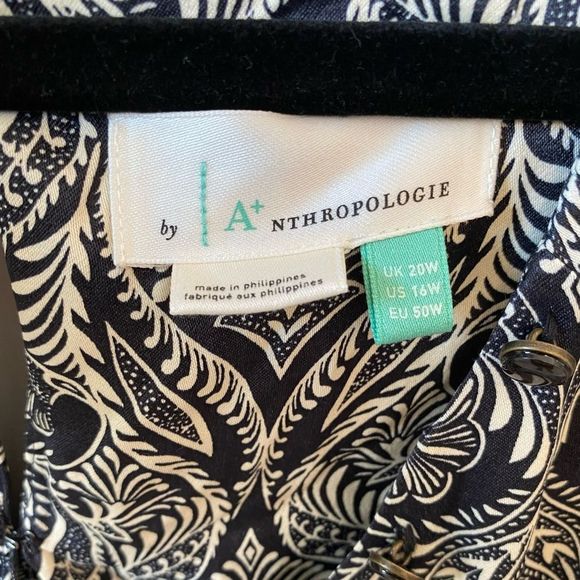 by A+NTHROPOLOGIE
made in philippines
fabriqué aux philippines
UK 20W
US 16W
EU 50W